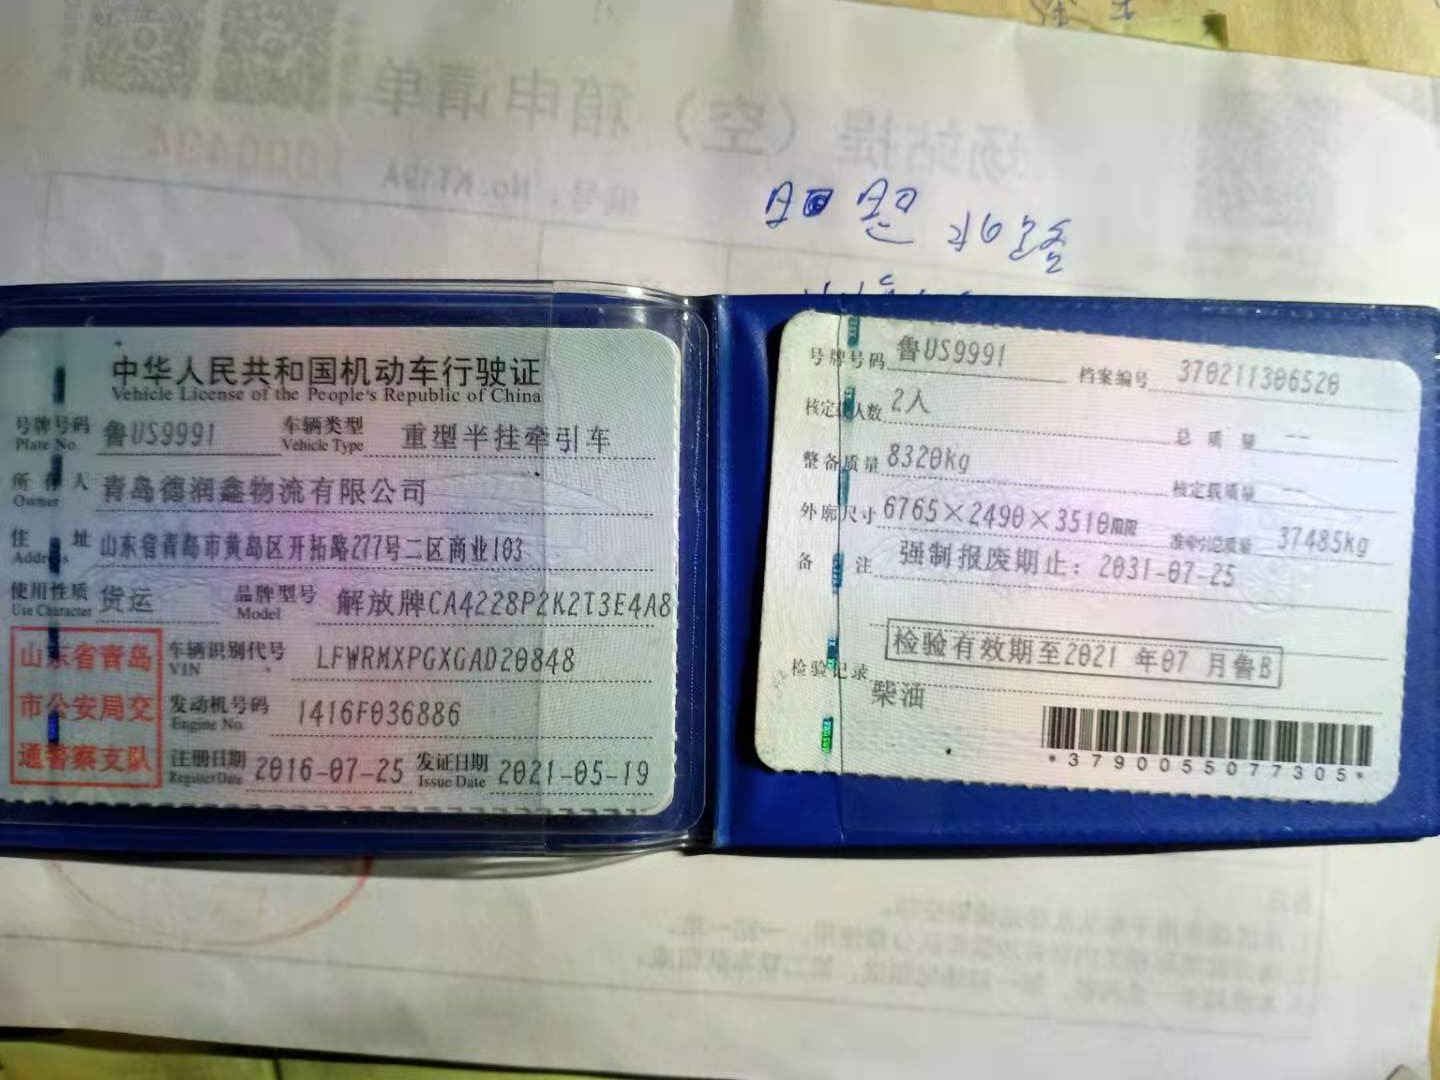 场站提（空）箱申请单
编号：No:KT19A 1000494
中华人民共和国机动车行驶证
Vehicle License of the People's Republic of China
号牌号码 鲁US9991 车辆类型 重型半挂牵引车
Plate No. Vehicle Type
所有人 青岛德润鑫物流有限公司
Owner
住址 山东省青岛市黄岛区开拓路277号二区商业103
Address
使用性质 货运 品牌型号 解放牌CA4228P2K2T3E4A8
Use Character Model
山东省青岛
市公安局交
通警察支队
车辆识别代号 LFWRMXPGXGAD20848
VIN
发动机号码 1416F036886
Engine No.
注册日期 2016-07-25 发证日期 2021-05-19
Register Date Issue Date
号牌号码 鲁US9991 档案编号 370211306520
核定载人数 2人 总质量 --
整备质量 8320kg 核定载质量 --
外廓尺寸 6765×2490×3510mm 准牵引总质量 37485kg
备注 强制报废期止：2031-07-25
检验记录 检验有效期至2021年07月鲁B
柴油
*3790055077305*